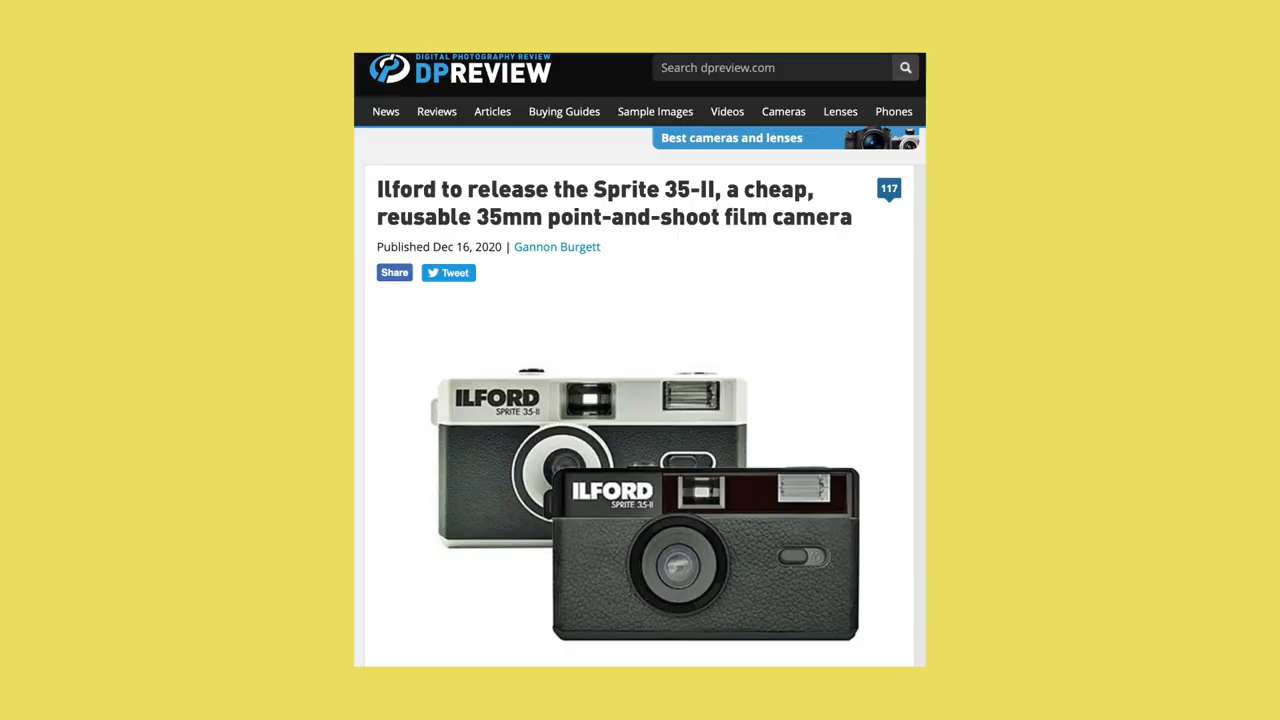 DIGITAL PHOTOGRAPHY REVIEW
DPREVIEW
Search dpreview.com
News Reviews Articles Buying Guides Sample Images Videos Cameras Lenses Phones
Best cameras and lenses
Ilford to release the Sprite 35-II, a cheap,
reusable 35mm point-and-shoot film camera
117
Published Dec 16, 2020 | Gannon Burgett
Share Tweet
ILFORD
SPRITE 35-II
ILFORD
SPRITE 35-II